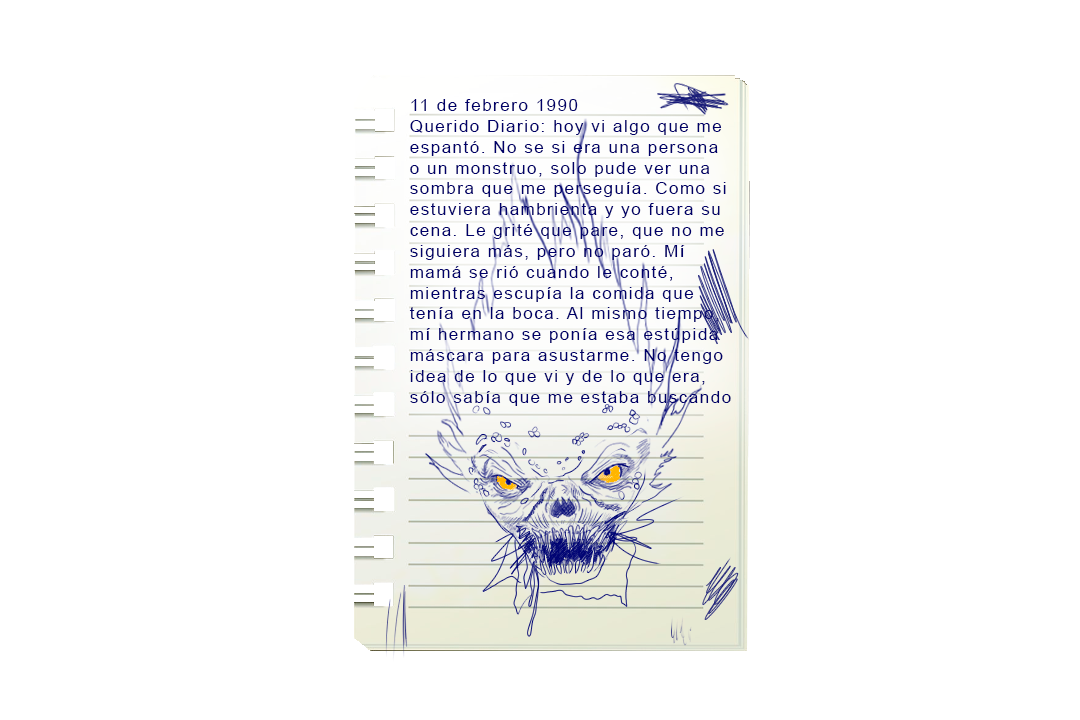 11 de febrero 1990
Querido Diario: hoy vi algo que me
espantó. No se si era una persona
o un monstruo, solo pude ver una
sombra que me perseguía. Como si
estuviera hambrienta y yo fuera su
cena. Le grité que pare, que no me
siguiera más, pero no paró. Mí
mamá se rió cuando le conté,
mientras escupía la comida que
tenía en la boca. Al mismo tiempo,
mí hermano se ponía esa estúpida
máscara para asustarme. No tengo
idea de lo que vi y de lo que era,
sólo sabía que me estaba buscando